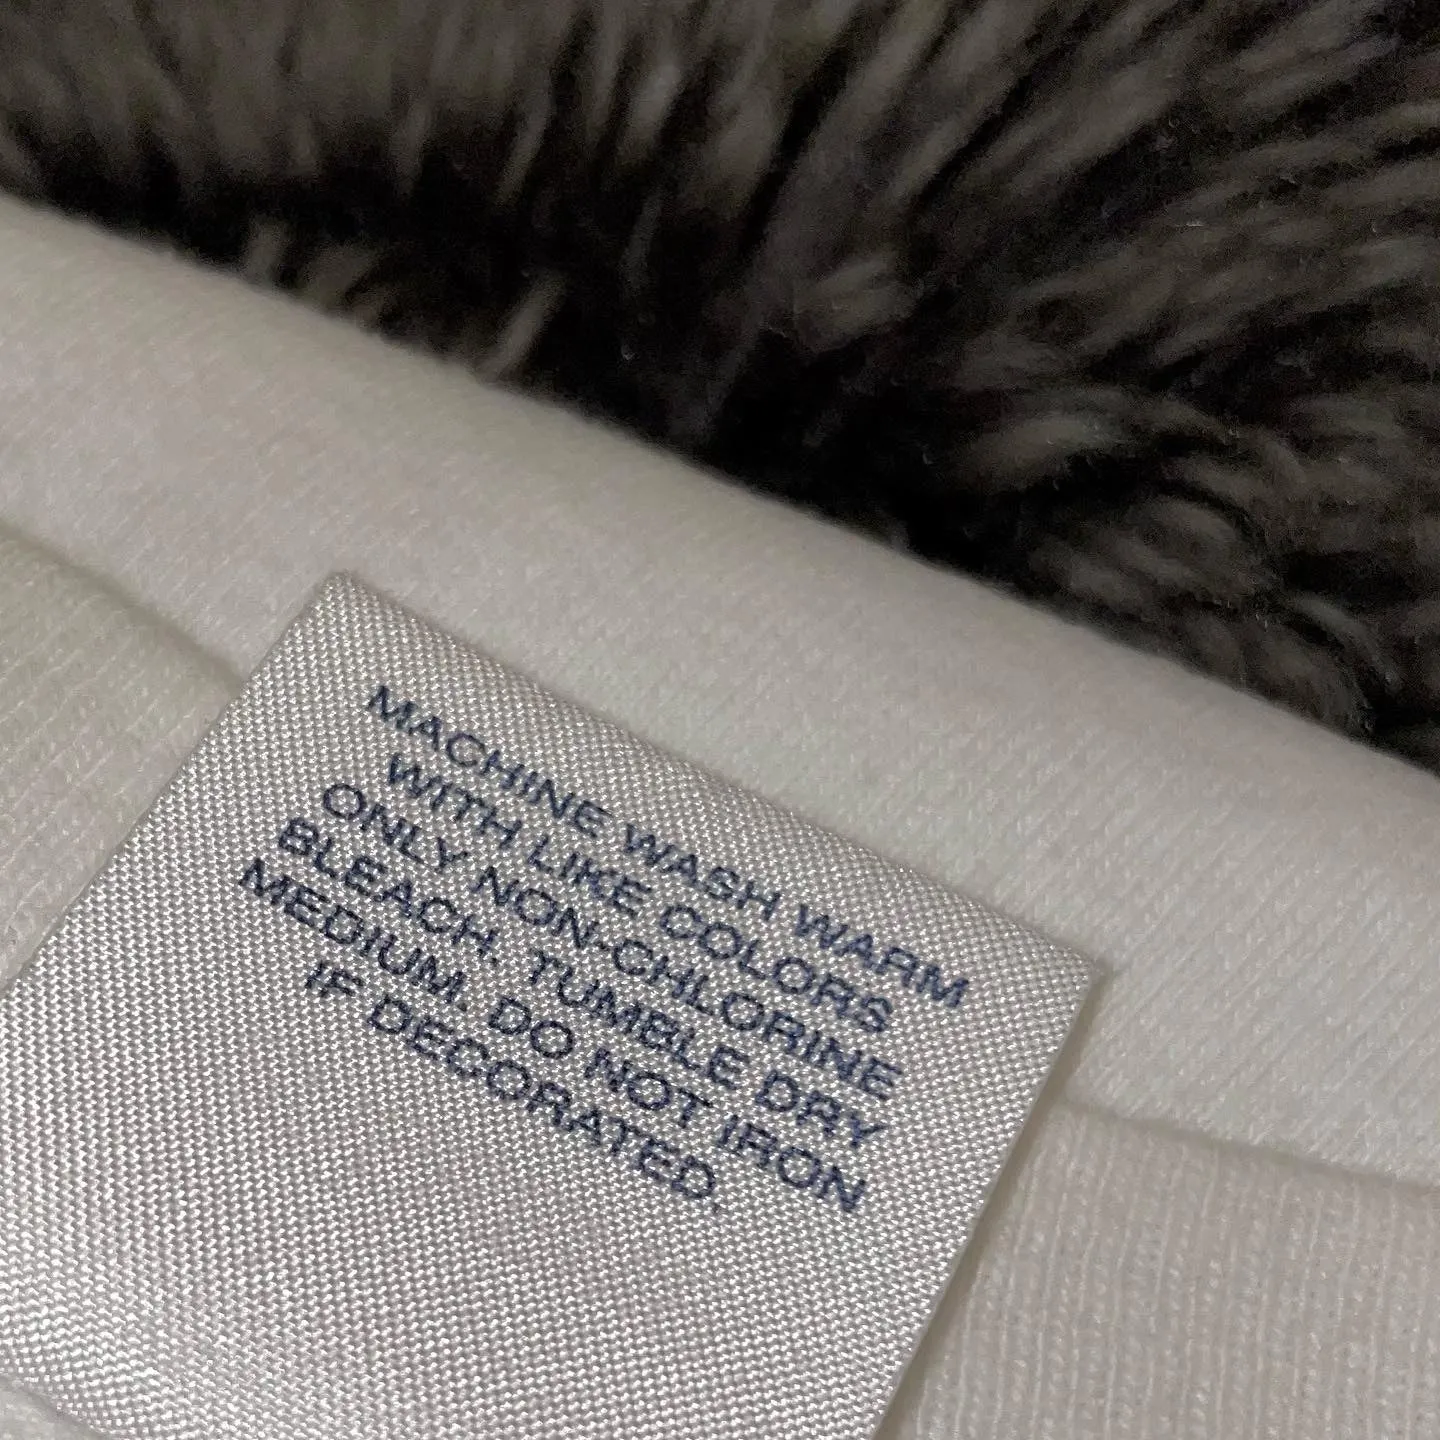 MACHINE WASH WARM
WITH LIKE COLORS
ONLY NON-CHLORINE
BLEACH. TUMBLE DRY
MEDIUM. DO NOT IRON
IF DECORATED.